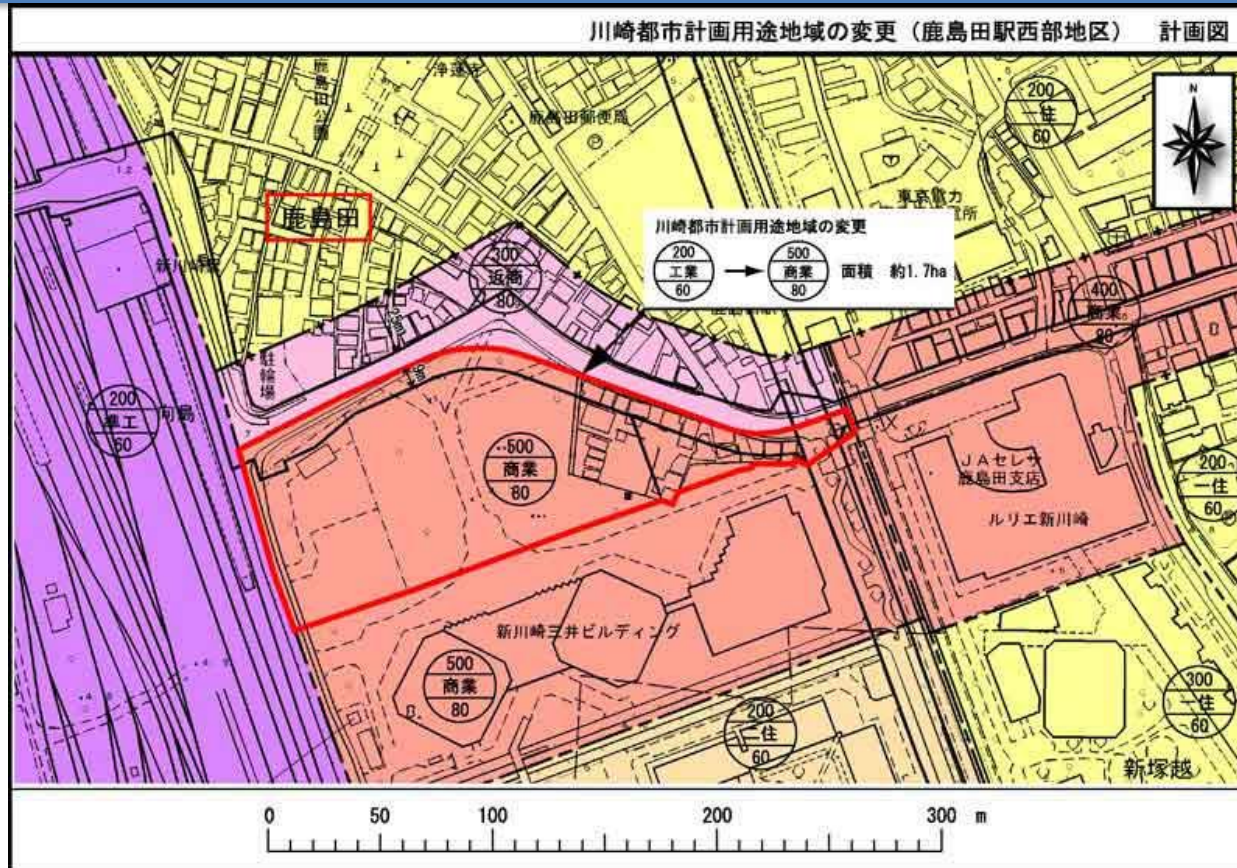 川崎都市計画用途地域の変更（鹿島田駅西部地区）　計画図
鹿島田公園
浄蓮寺
鹿島田郵便局
200
一住
60
N
東京電力
鹿島田
川崎都市計画用途地域の変更
200
工業
60
500
商業
80
面積　約1.7ha
新川崎駅
300
近商
80
400
商業
80
25m
駐輪場
9m
200
準工
60
500
商業
80
JAセレサ
鹿島田支店
ルリエ新川崎
200
一住
60
新川崎三井ビルディング
500
商業
80
200
二住
60
300
一住
60
新塚越
0 50 100 200 300 m